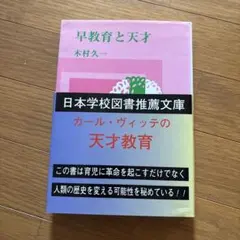 早教育と天才
木村久一
日本学校図書推薦文庫
カール・ヴィッテの
天才教育
この書は育児に革命を起こすだけでなく
人類の歴史を変える可能性を秘めている!!